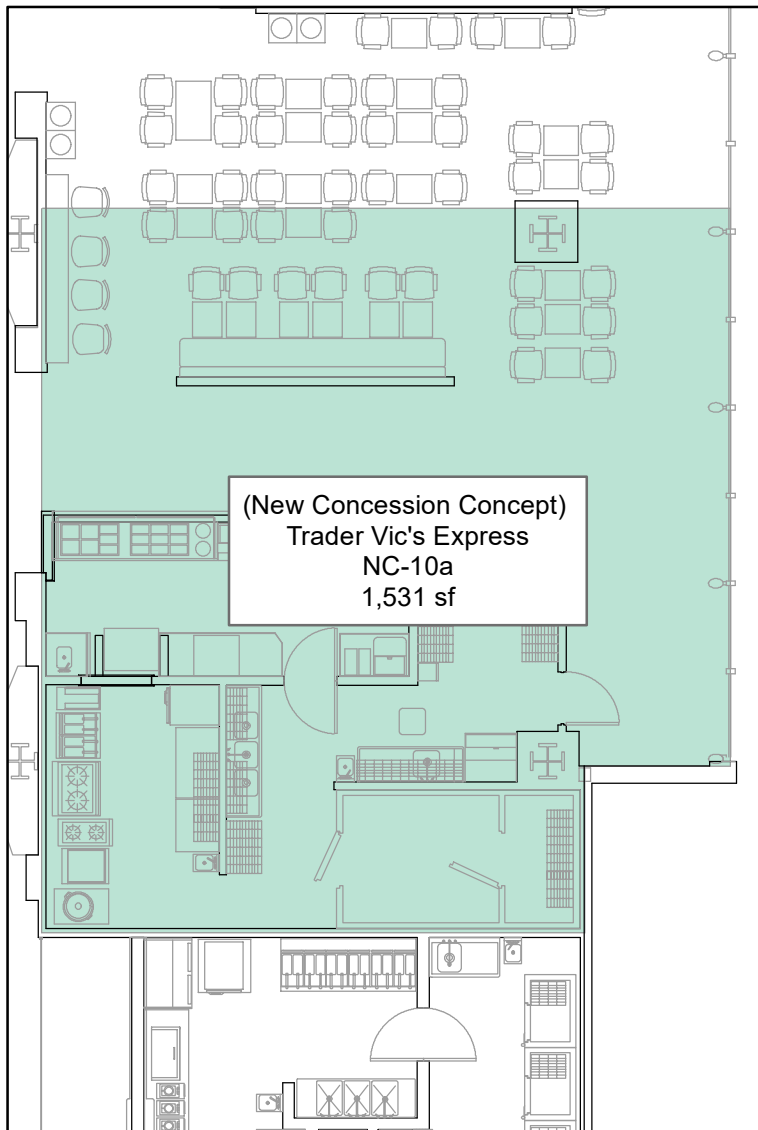 (New Concession Concept)
Trader Vic's Express
NC-10a
1,531 sf